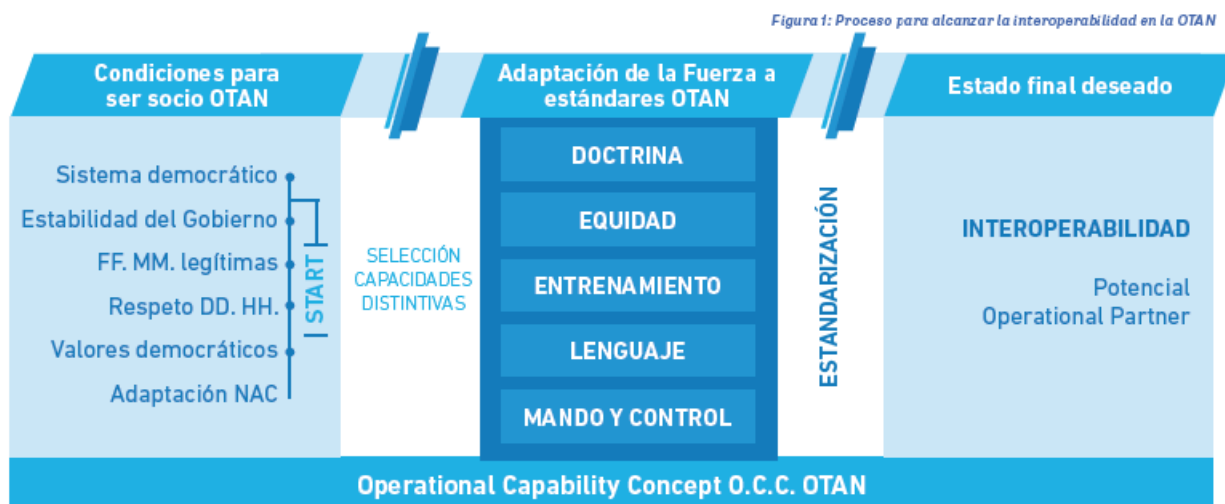 Figura 1: Proceso para alcanzar la interoperabilidad en la OTAN
Condiciones para
ser socio OTAN
Sistema democrático
Estabilidad del Gobierno
FF. MM. legítimas
Respeto DD. HH.
Valores democráticos
Adaptación NAC
START
SELECCIÓN
CAPACIDADES
DISTINTIVAS
Adaptación de la Fuerza a
estándares OTAN
DOCTRINA
EQUIDAD
ENTRENAMIENTO
LENGUAJE
MANDO Y CONTROL
ESTANDARIZACIÓN
Estado final deseado
INTEROPERABILIDAD
Potencial
Operational Partner
Operational Capability Concept O.C.C. OTAN